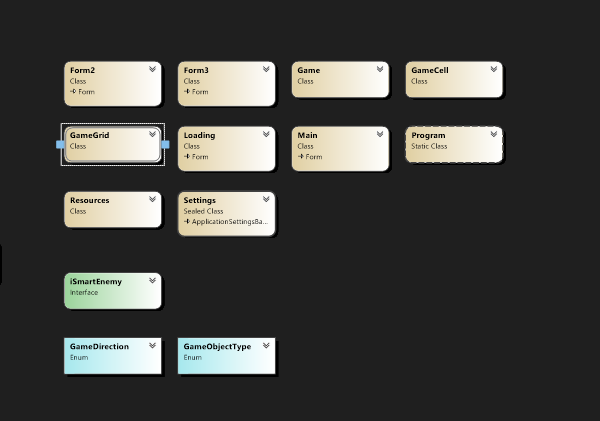 Form2
Class
Form
Form3
Class
Form
Game
Class
GameCell
Class
GameGrid
Class
Loading
Class
Form
Main
Class
Form
Program
Static Class
Resources
Class
Settings
Sealed Class
ApplicationSettingsBa...
iSmartEnemy
Interface
GameDirection
Enum
GameObjectType
Enum